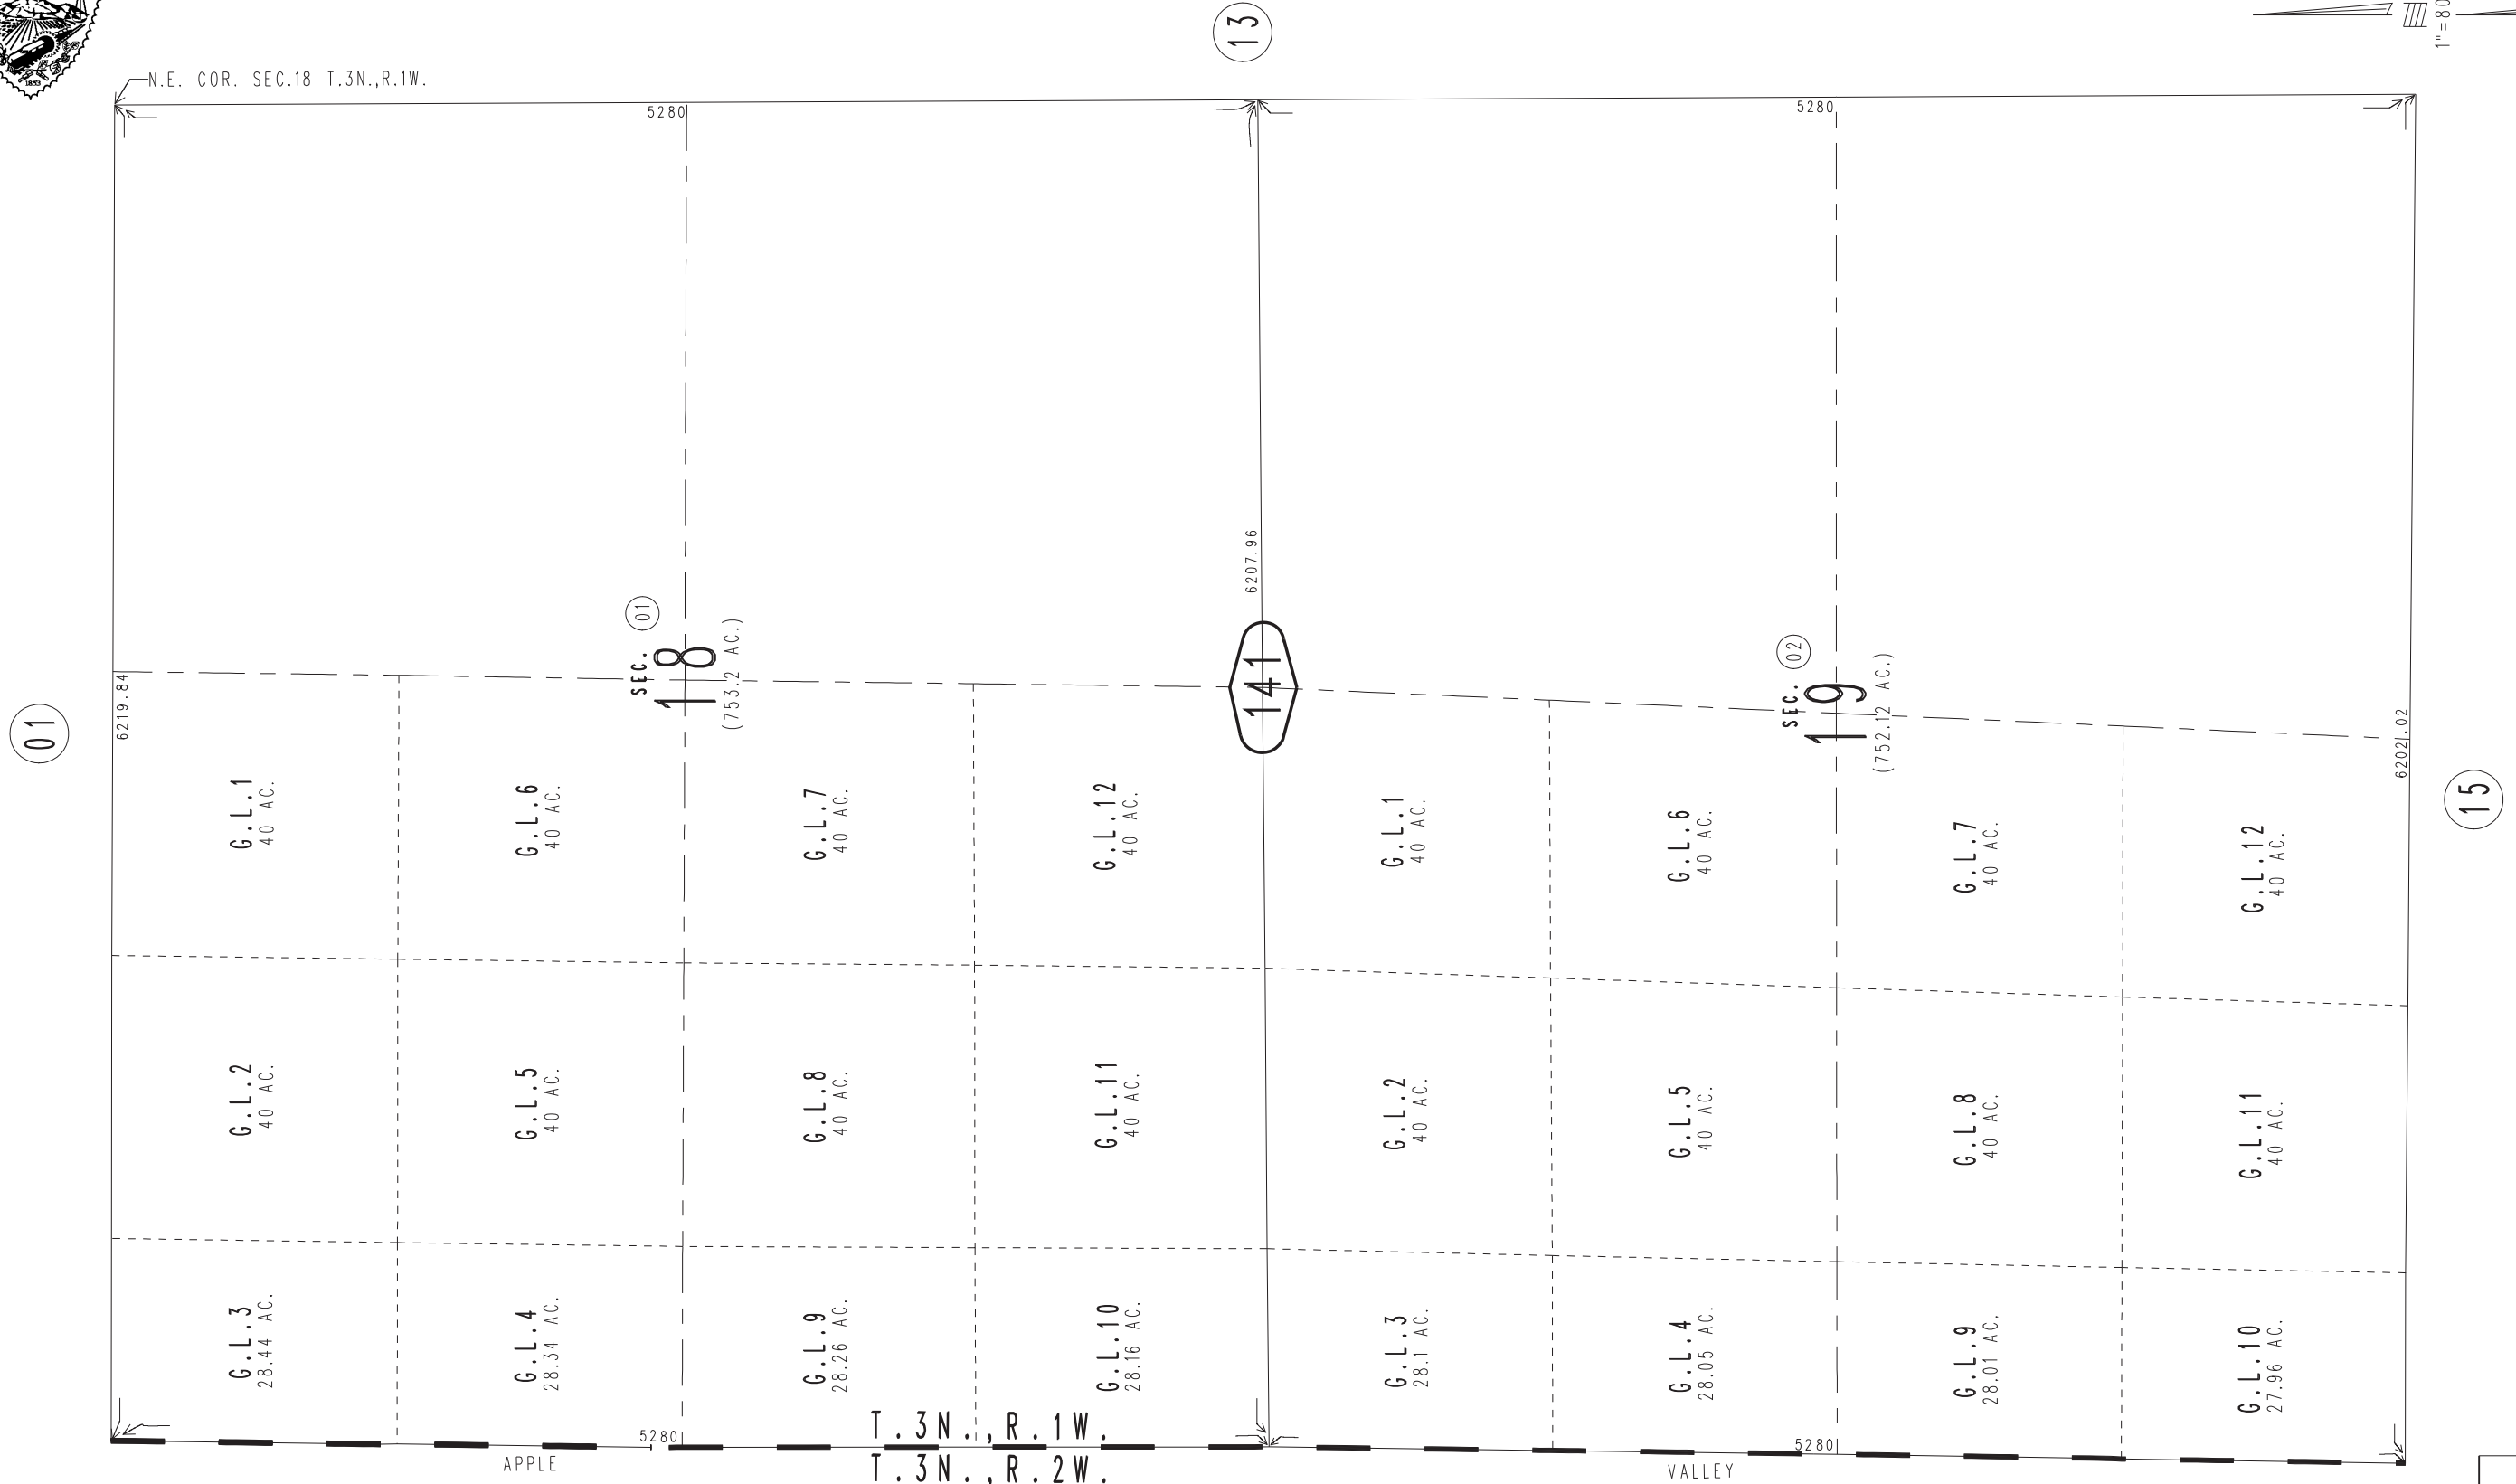 1853
13
1"=80
N.E. COR. SEC.18 T.3N.,R.1W.
5280
5280
6207.96
01
SEC.
18
(753.2 AC.)
141
02
SEC.
19
(752.12 AC.)
6219.84
6202.02
01
15
G.L.1
40 AC.
G.L.6
40 AC.
G.L.7
40 AC.
G.L.12
40 AC.
G.L.1
40 AC.
G.L.6
40 AC.
G.L.7
40 AC.
G.L.12
40 AC.
G.L.2
40 AC.
G.L.5
40 AC.
G.L.8
40 AC.
G.L.11
40 AC.
G.L.2
40 AC.
G.L.5
40 AC.
G.L.8
40 AC.
G.L.11
40 AC.
G.L.3
28.44 AC.
G.L.4
28.34 AC.
G.L.9
28.26 AC.
G.L.10
28.16 AC.
G.L.3
28.1 AC.
G.L.4
28.05 AC.
G.L.9
28.01 AC.
G.L.10
27.96 AC.
T.3N.,R.1W.
5280
5280
APPLE
T.3N.,R.2W.
VALLEY